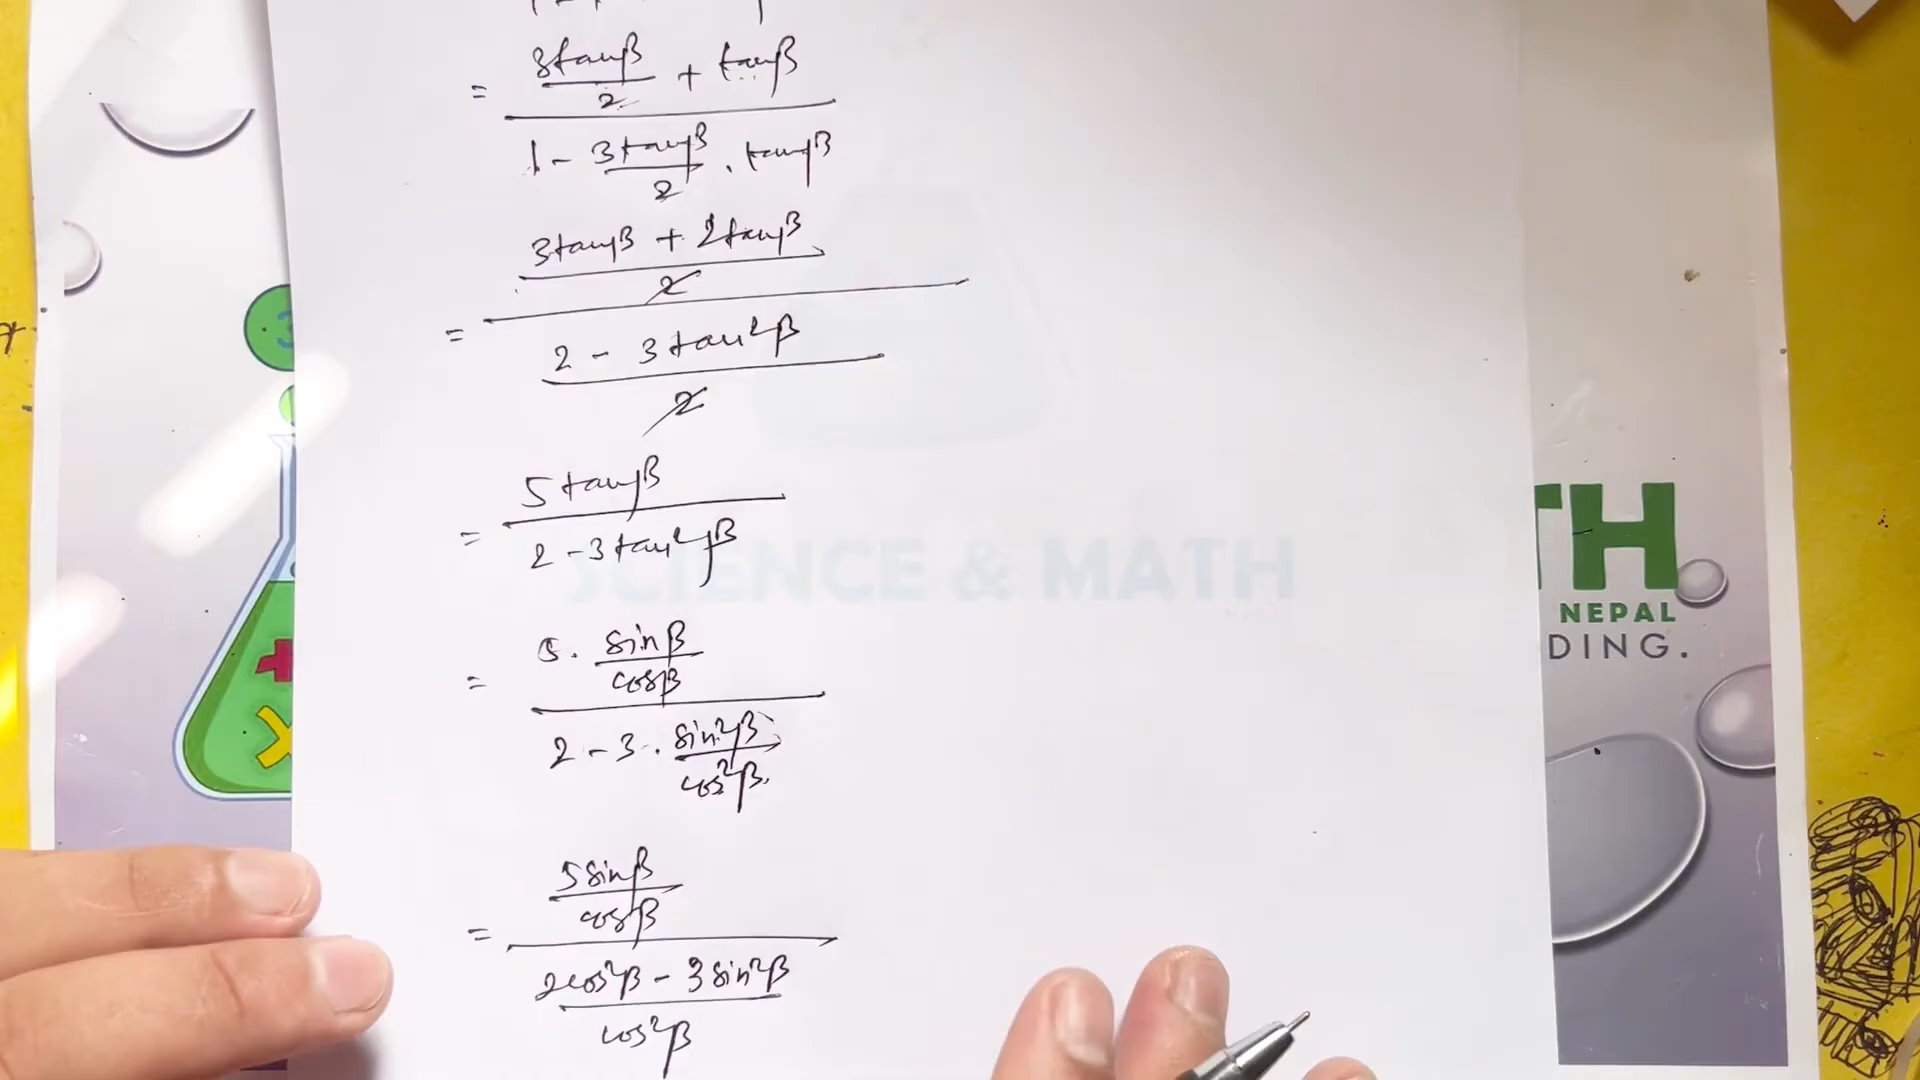 = (3tanβ/2 + tanβ) / (1 - 3tanβ/2 . tanβ)
= ((3tanβ + 2tanβ)/2) / ((2 - 3tan²β)/2)
= 5tanβ / (2 - 3tan²β)
= (5. sinβ/cosβ) / (2 - 3. sin²β/cos²β)
= (5sinβ/cosβ) / ((2cos²β - 3sin²β)/cos²β)
SCIENCE & MATH
TH
NEPAL
DING.